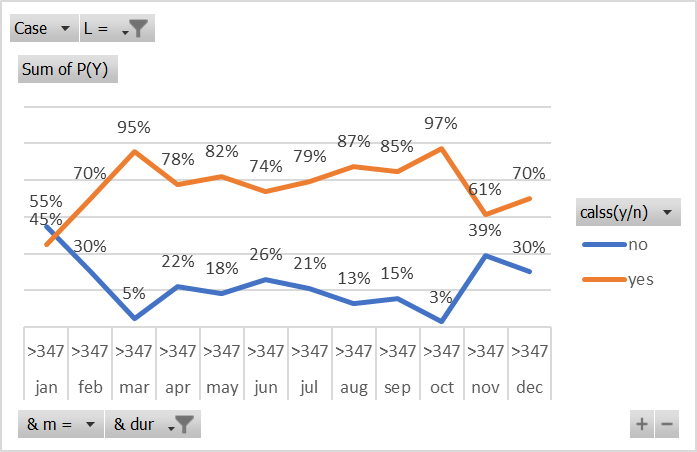 Case L =
Sum of P(Y)
95% 97%
78% 82% 74% 79% 87% 85%
70% 61% 70%
55%
45%
39%
30% 22% 18% 26% 21% 13% 15% 30%
5% 3%
calss(y/n)
no
yes
>347 >347 >347 >347 >347 >347 >347 >347 >347 >347 >347 >347
jan feb mar apr may jun jul aug sep oct nov dec
& m = & dur